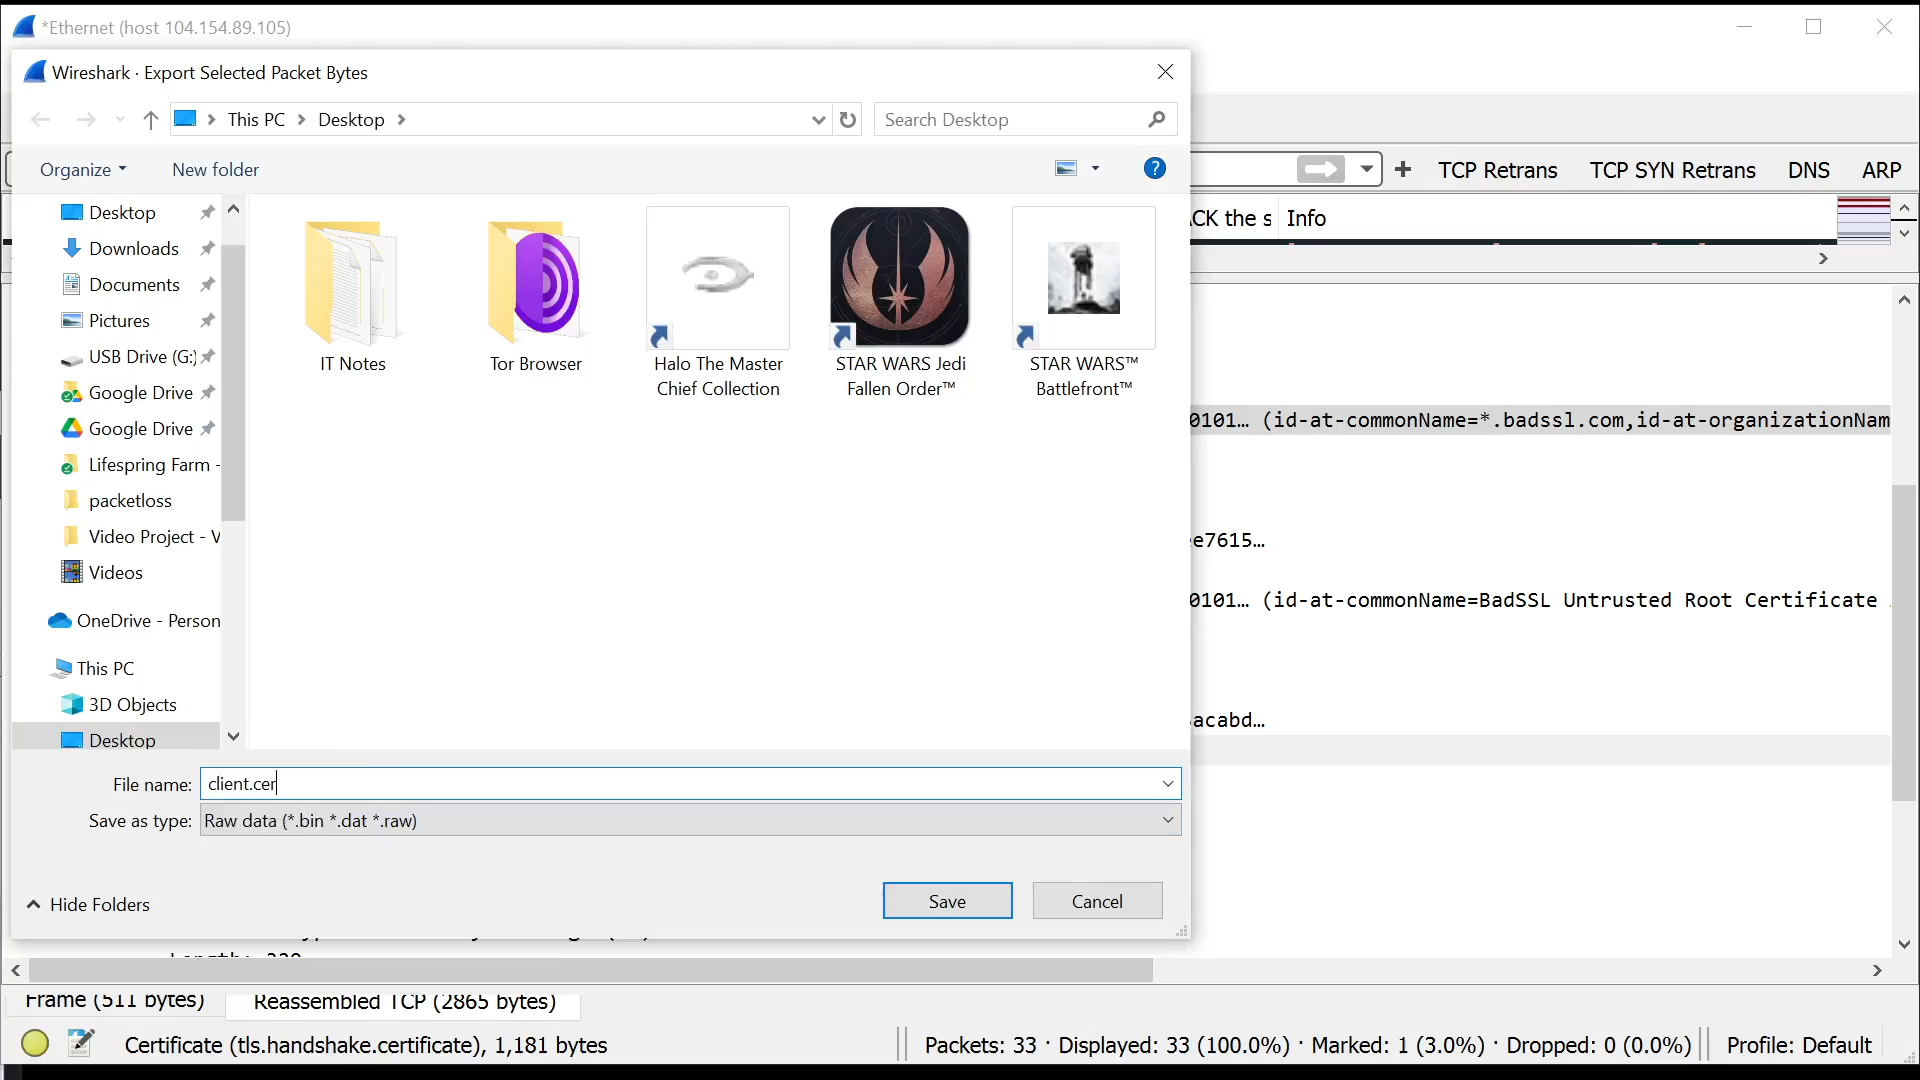 *Ethernet (host 104.154.89.105)
Wireshark · Export Selected Packet Bytes
This PC
Desktop
Search Desktop
Organize
New folder
?
TCP Retrans
TCP SYN Retrans
DNS
ARP
ACK the s
Info
Desktop
Downloads
Documents
Pictures
USB Drive (G:)
Google Drive
Google Drive
Lifespring Farm -
packetloss
Video Project - V
Videos
OneDrive - Person
This PC
3D Objects
Desktop
IT Notes
Tor Browser
Halo The Master
Chief Collection
STAR WARS Jedi
Fallen Order™
STAR WARS™
Battlefront™
0101… (id-at-commonName=*.badssl.com,id-at-organizationNam
e7615…
0101… (id-at-commonName=BadSSL Untrusted Root Certificate
acabd…
File name:
client.cer
Save as type:
Raw data (*.bin *.dat *.raw)
Hide Folders
Save
Cancel
Frame (511 bytes)
Reassembled TCP (2865 bytes)
Certificate (tls.handshake.certificate), 1,181 bytes
Packets: 33 · Displayed: 33 (100.0%) · Marked: 1 (3.0%) · Dropped: 0 (0.0%)
Profile: Default